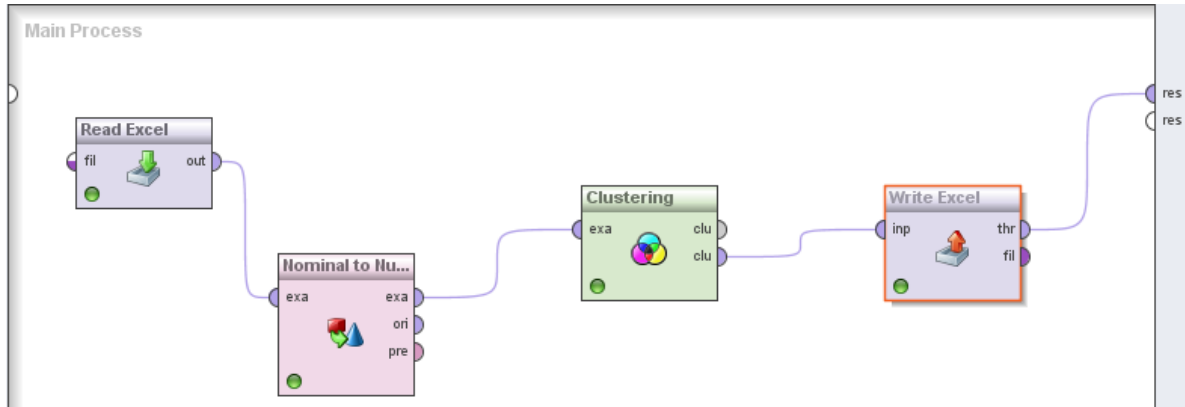 Main Process
res
res
Read Excel
fil
out
Nominal to Nu...
exa
exa
ori
pre
Clustering
exa
clu
clu
Write Excel
inp
thr
fil